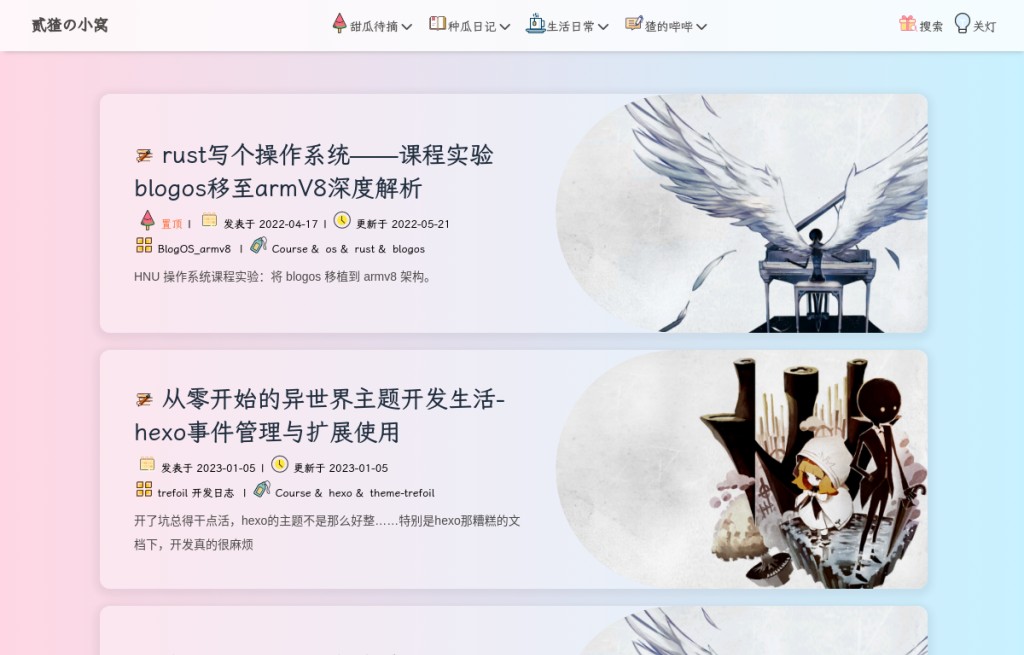 贰猹の小窝
甜瓜待摘 种瓜日记 生活日常 猹的哔哔 搜索 关灯
rust写个操作系统——课程实验
blogos移至armV8深度解析
置顶 | 发表于 2022-04-17 | 更新于 2022-05-21
BlogOS_armv8 | Course & os & rust & blogos
HNU 操作系统课程实验：将 blogos 移植到 armv8 架构。
从零开始的异世界主题开发生活-
hexo事件管理与扩展使用
发表于 2023-01-05 | 更新于 2023-01-05
trefoil 开发日志 | Course & hexo & theme-trefoil
开了坑总得干点活，hexo的主题不是那么好整……特别是hexo那糟糕的文
档下，开发真的很麻烦